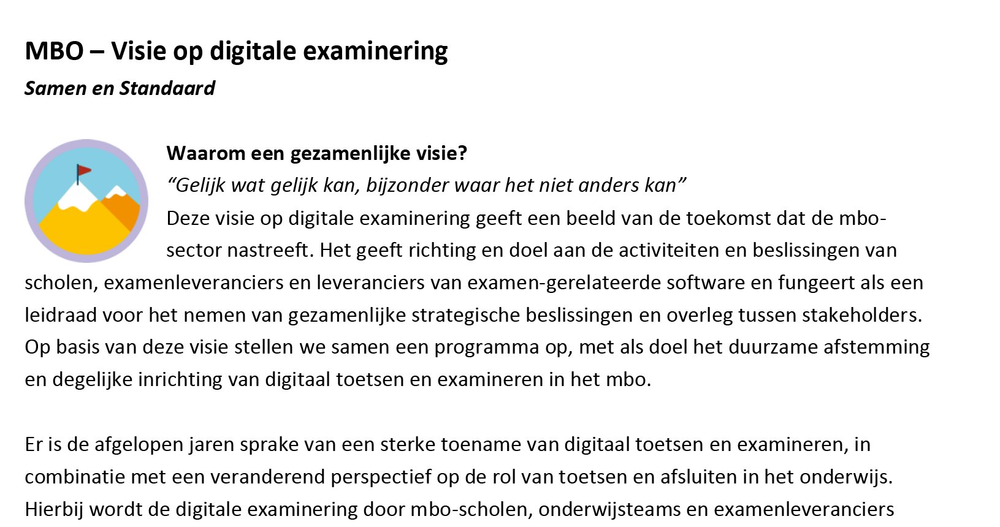 MBO – Visie op digitale examinering
Samen en Standaard
Waarom een gezamenlijke visie?
“Gelijk wat gelijk kan, bijzonder waar het niet anders kan”
Deze visie op digitale examinering geeft een beeld van de toekomst dat de mbo-
sector nastreeft. Het geeft richting en doel aan de activiteiten en beslissingen van
scholen, examenleveranciers en leveranciers van examen-gerelateerde software en fungeert als een
leidraad voor het nemen van gezamenlijke strategische beslissingen en overleg tussen stakeholders.
Op basis van deze visie stellen we samen een programma op, met als doel het duurzame afstemming
en degelijke inrichting van digitaal toetsen en examineren in het mbo.
Er is de afgelopen jaren sprake van een sterke toename van digitaal toetsen en examineren, in
combinatie met een veranderend perspectief op de rol van toetsen en afsluiten in het onderwijs.
Hierbij wordt de digitale examinering door mbo-scholen, onderwijsteams en examenleveranciers